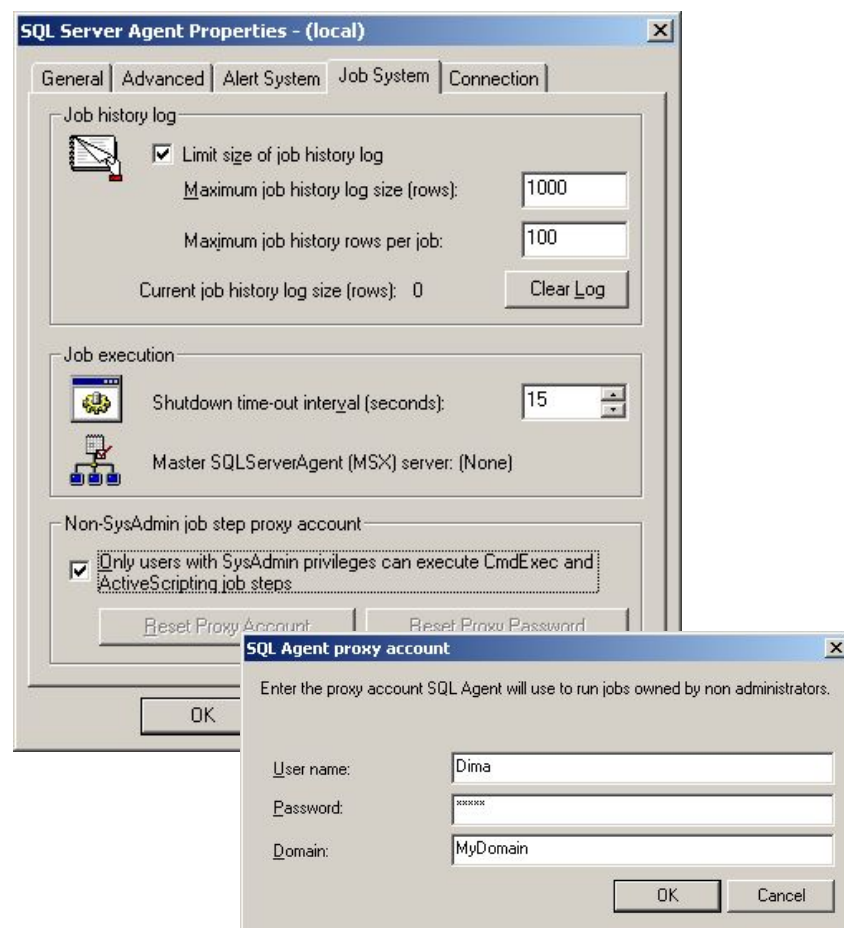 SQL Server Agent Properties - (local)
General Advanced Alert System Job System Connection
Job history log
Limit size of job history log
Maximum job history log size (rows): 1000
Maximum job history rows per job: 100
Current job history log size (rows): 0 Clear Log
Job execution
Shutdown time-out interval (seconds): 15
Master SQLServerAgent (MSX) server: (None)
Non-SysAdmin job step proxy account
Only users with SysAdmin privileges can execute CmdExec and
ActiveScripting job steps
Reset Proxy Account Reset Proxy Password
OK
SQL Agent proxy account
Enter the proxy account SQL Agent will use to run jobs owned by non administrators.
User name: Dima
Password: *****
Domain: MyDomain
OK Cancel